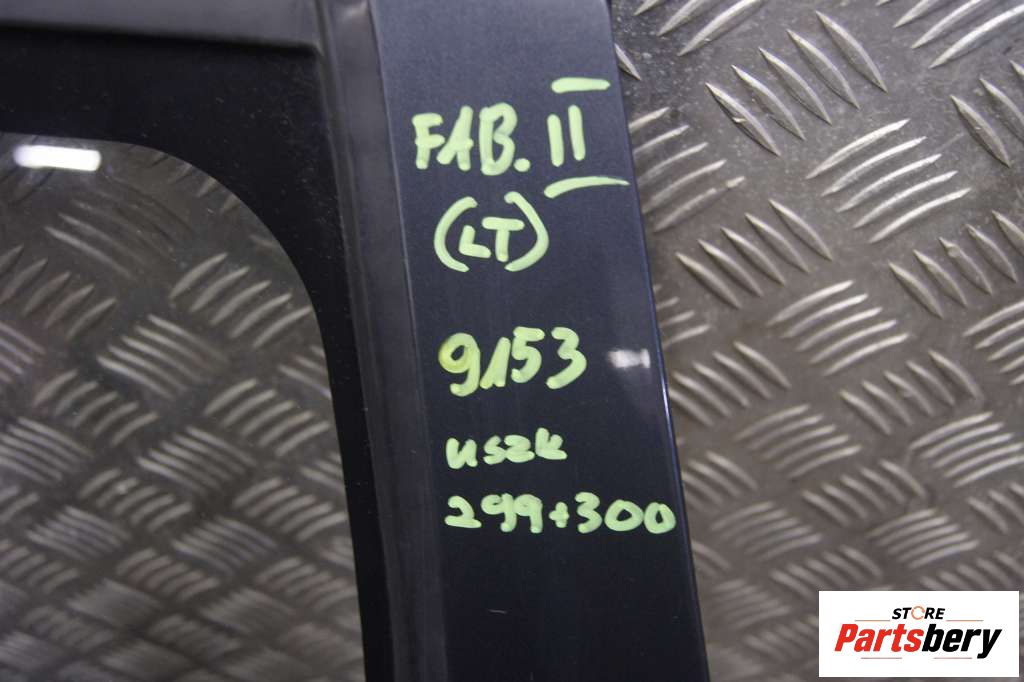 FAB. II
(LT)
9153
uszk
299+300
STORE
Partsbery